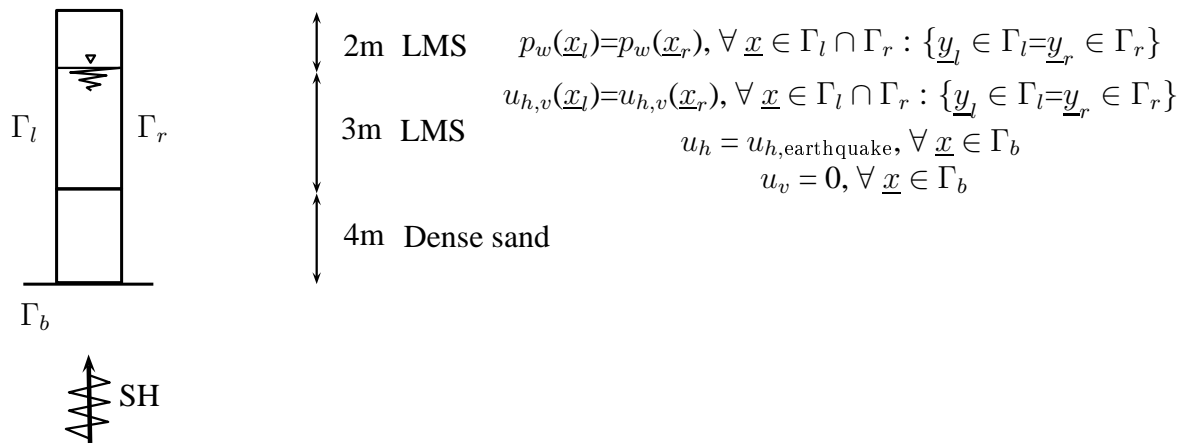 2m LMS
p_w(x_l)=p_w(x_r), ∀ x ∈ Γ_l ∩ Γ_r : {y_l ∈ Γ_l=y_r ∈ Γ_r}
u_{h,v}(x_l)=u_{h,v}(x_r), ∀ x ∈ Γ_l ∩ Γ_r : {y_l ∈ Γ_l=y_r ∈ Γ_r}
Γ_l
Γ_r
3m LMS
u_h = u_{h,earthquake}, ∀ x ∈ Γ_b
u_v = 0, ∀ x ∈ Γ_b
4m Dense sand
Γ_b
SH